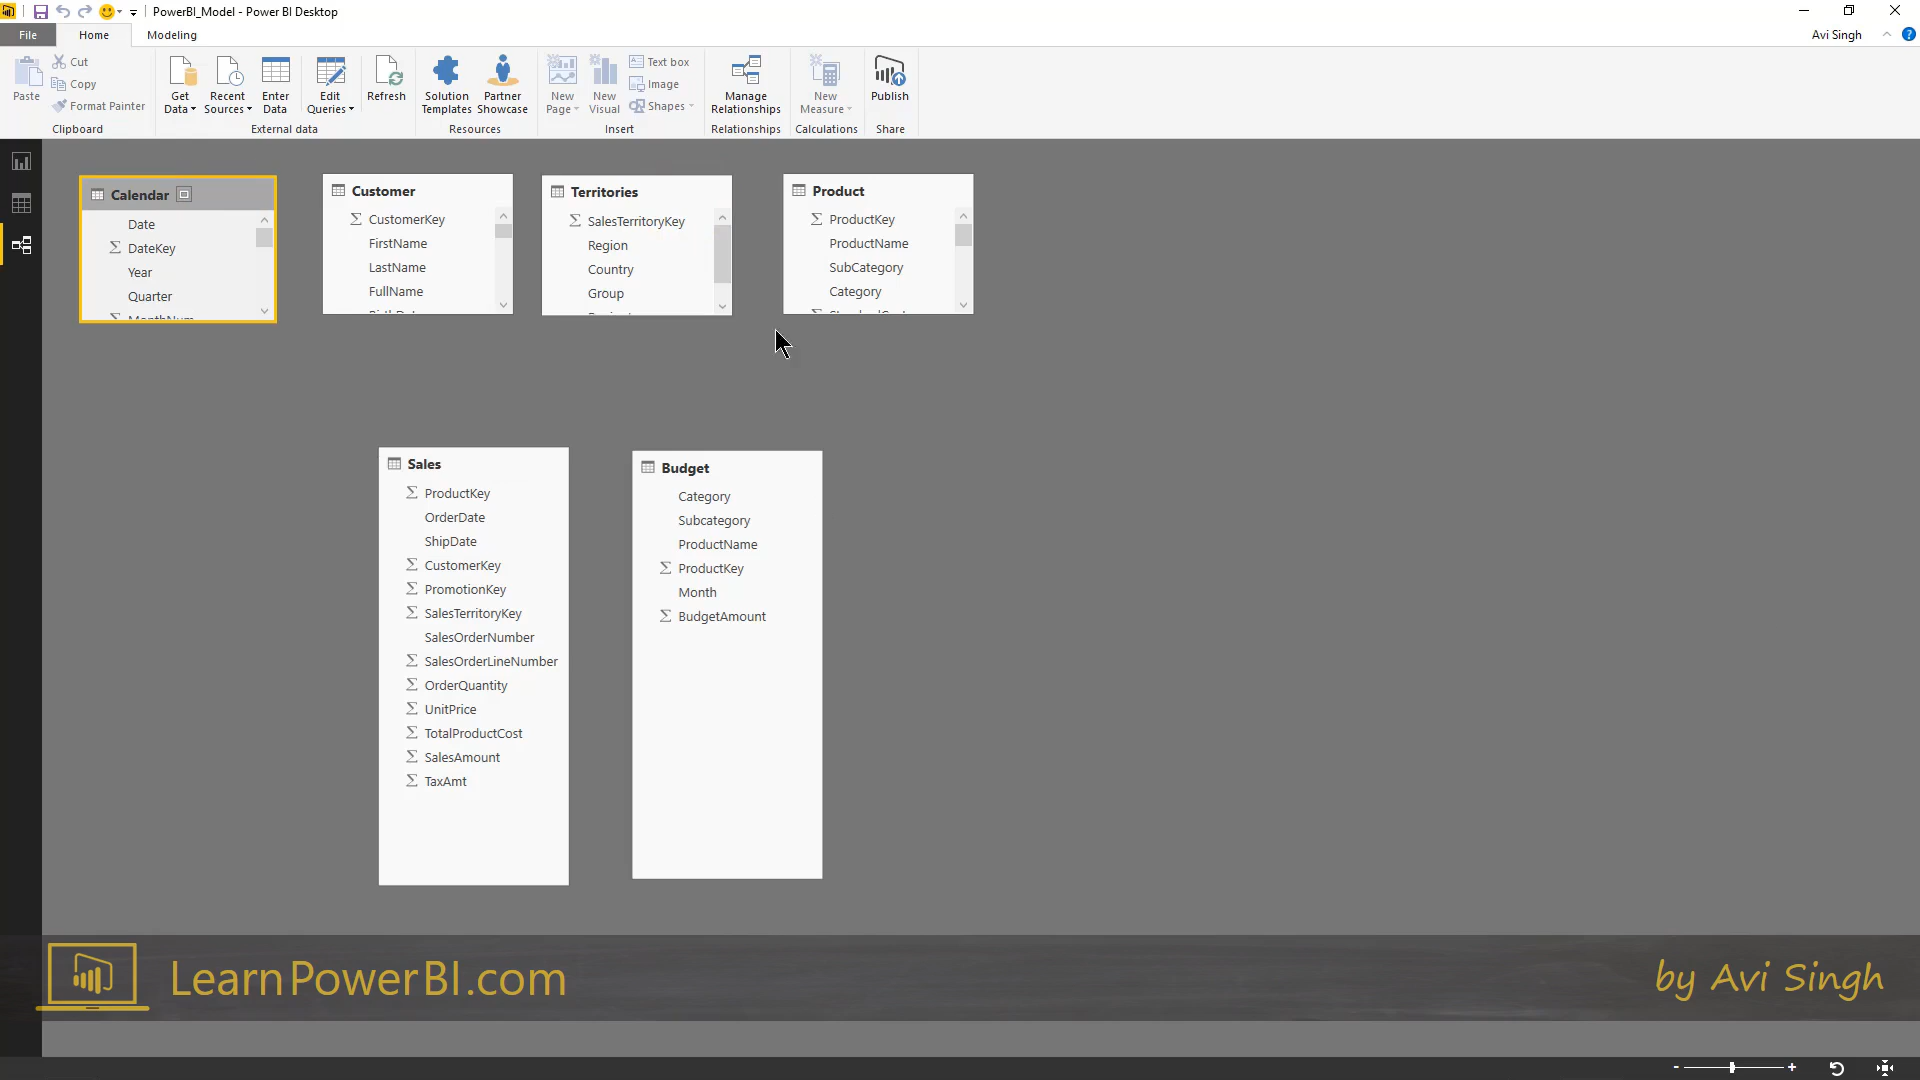 PowerBI_Model - Power BI Desktop
File
Home
Modeling
Avi Singh
Paste
Cut
Copy
Format Painter
Clipboard
Get Data
Recent Sources
Enter Data
Edit Queries
Refresh
External data
Solution Templates
Partner Showcase
Resources
New Page
New Visual
Text box
Image
Shapes
Insert
Manage Relationships
Relationships
New Measure
Calculations
Publish
Share
Calendar
Date
Σ DateKey
Year
Quarter
Σ MonthNum
Customer
Σ CustomerKey
FirstName
LastName
FullName
Territories
Σ SalesTerritoryKey
Region
Country
Group
Product
Σ ProductKey
ProductName
SubCategory
Category
Sales
Σ ProductKey
OrderDate
ShipDate
Σ CustomerKey
Σ PromotionKey
Σ SalesTerritoryKey
SalesOrderNumber
Σ SalesOrderLineNumber
Σ OrderQuantity
Σ UnitPrice
Σ TotalProductCost
Σ SalesAmount
Σ TaxAmt
Budget
Category
Subcategory
ProductName
Σ ProductKey
Month
Σ BudgetAmount
LearnPowerBI.com
by Avi Singh